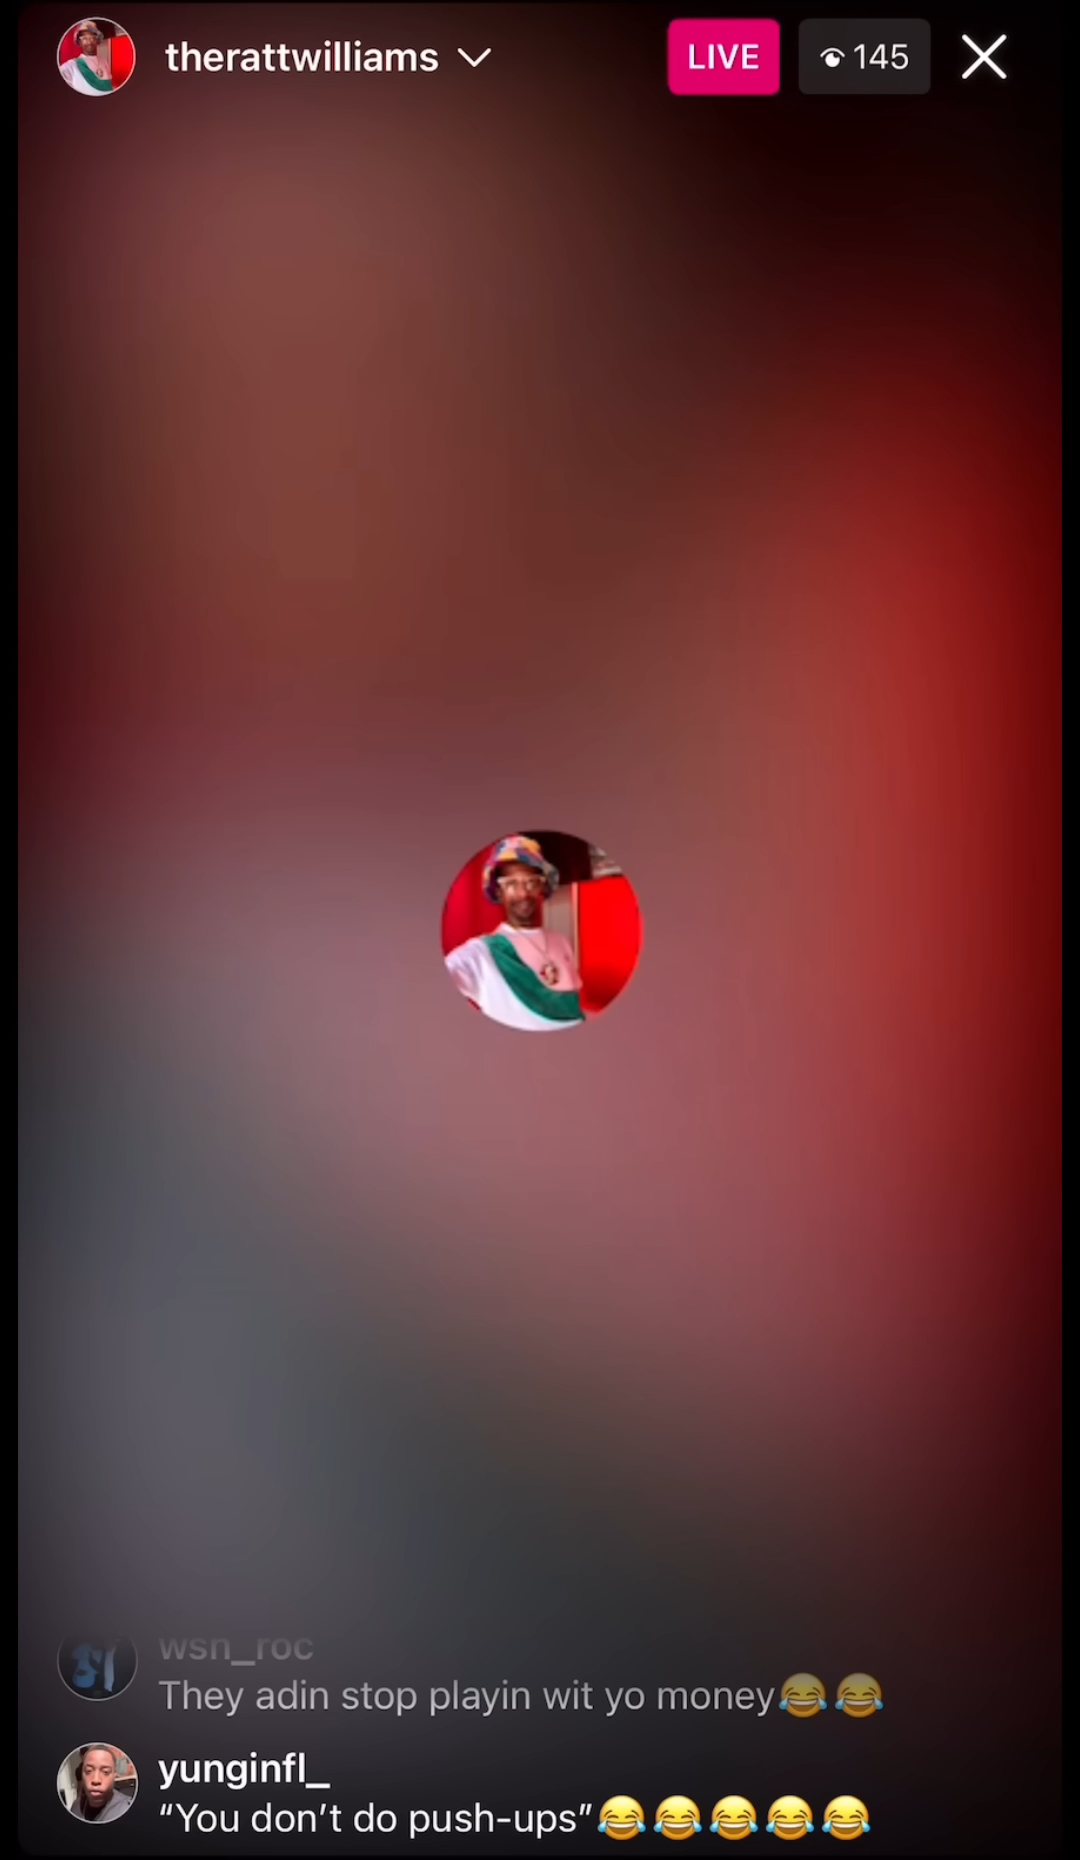 therattwilliams
LIVE
145
wsn_roc
They adin stop playin wit yo money😂😂
yunginfl_
“You don’t do push-ups”😂😂😂😂😂